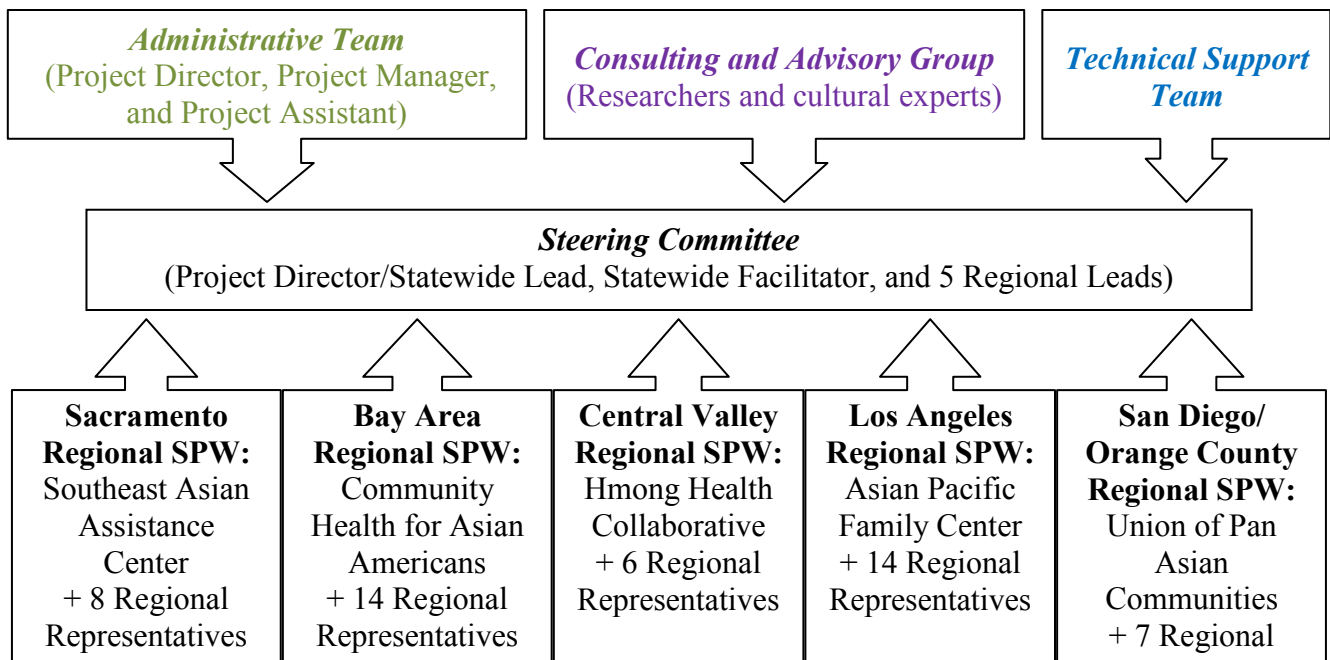 Administrative Team
(Project Director, Project Manager,
and Project Assistant)
Consulting and Advisory Group
(Researchers and cultural experts)
Technical Support
Team
Steering Committee
(Project Director/Statewide Lead, Statewide Facilitator, and 5 Regional Leads)
Sacramento
Regional SPW:
Southeast Asian
Assistance
Center
+ 8 Regional
Representatives
Bay Area
Regional SPW:
Community
Health for Asian
Americans
+ 14 Regional
Representatives
Central Valley
Regional SPW:
Hmong Health
Collaborative
+ 6 Regional
Representatives
Los Angeles
Regional SPW:
Asian Pacific
Family Center
+ 14 Regional
Representatives
San Diego/
Orange County
Regional SPW:
Union of Pan
Asian
Communities
+ 7 Regional